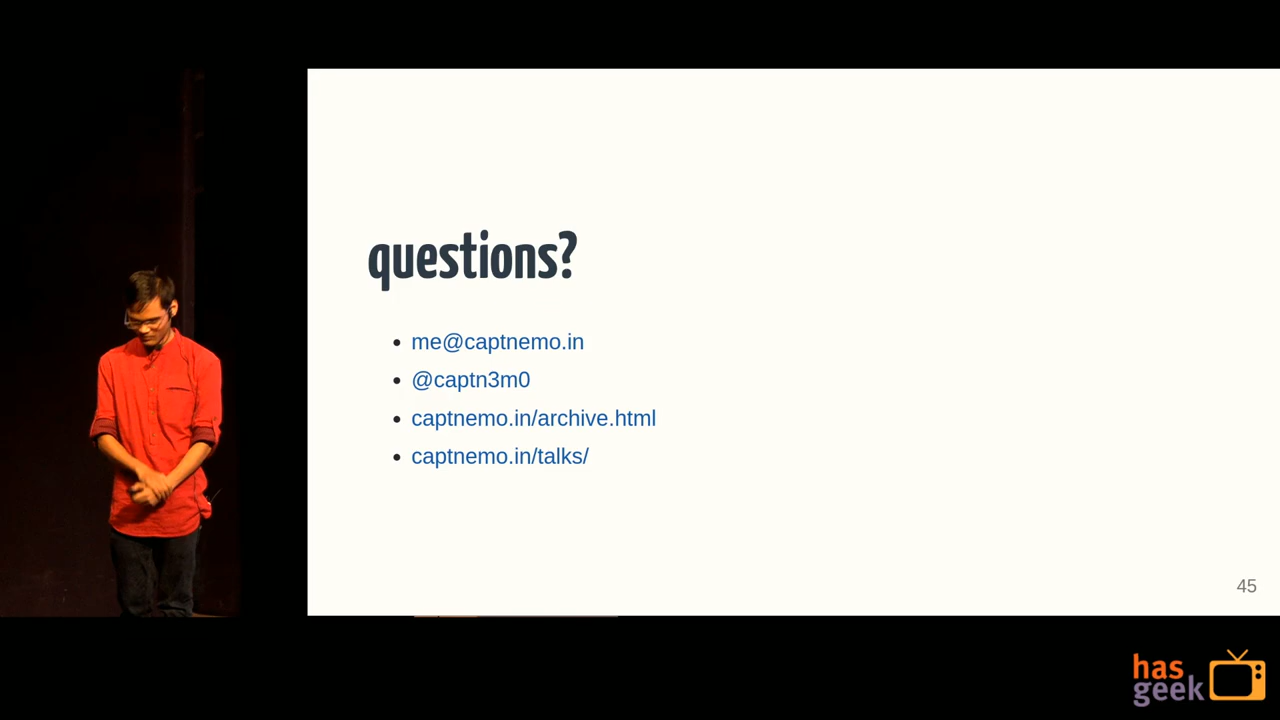 questions?
me@captnemo.in
@captn3m0
captnemo.in/archive.html
captnemo.in/talks/
45
has
geek